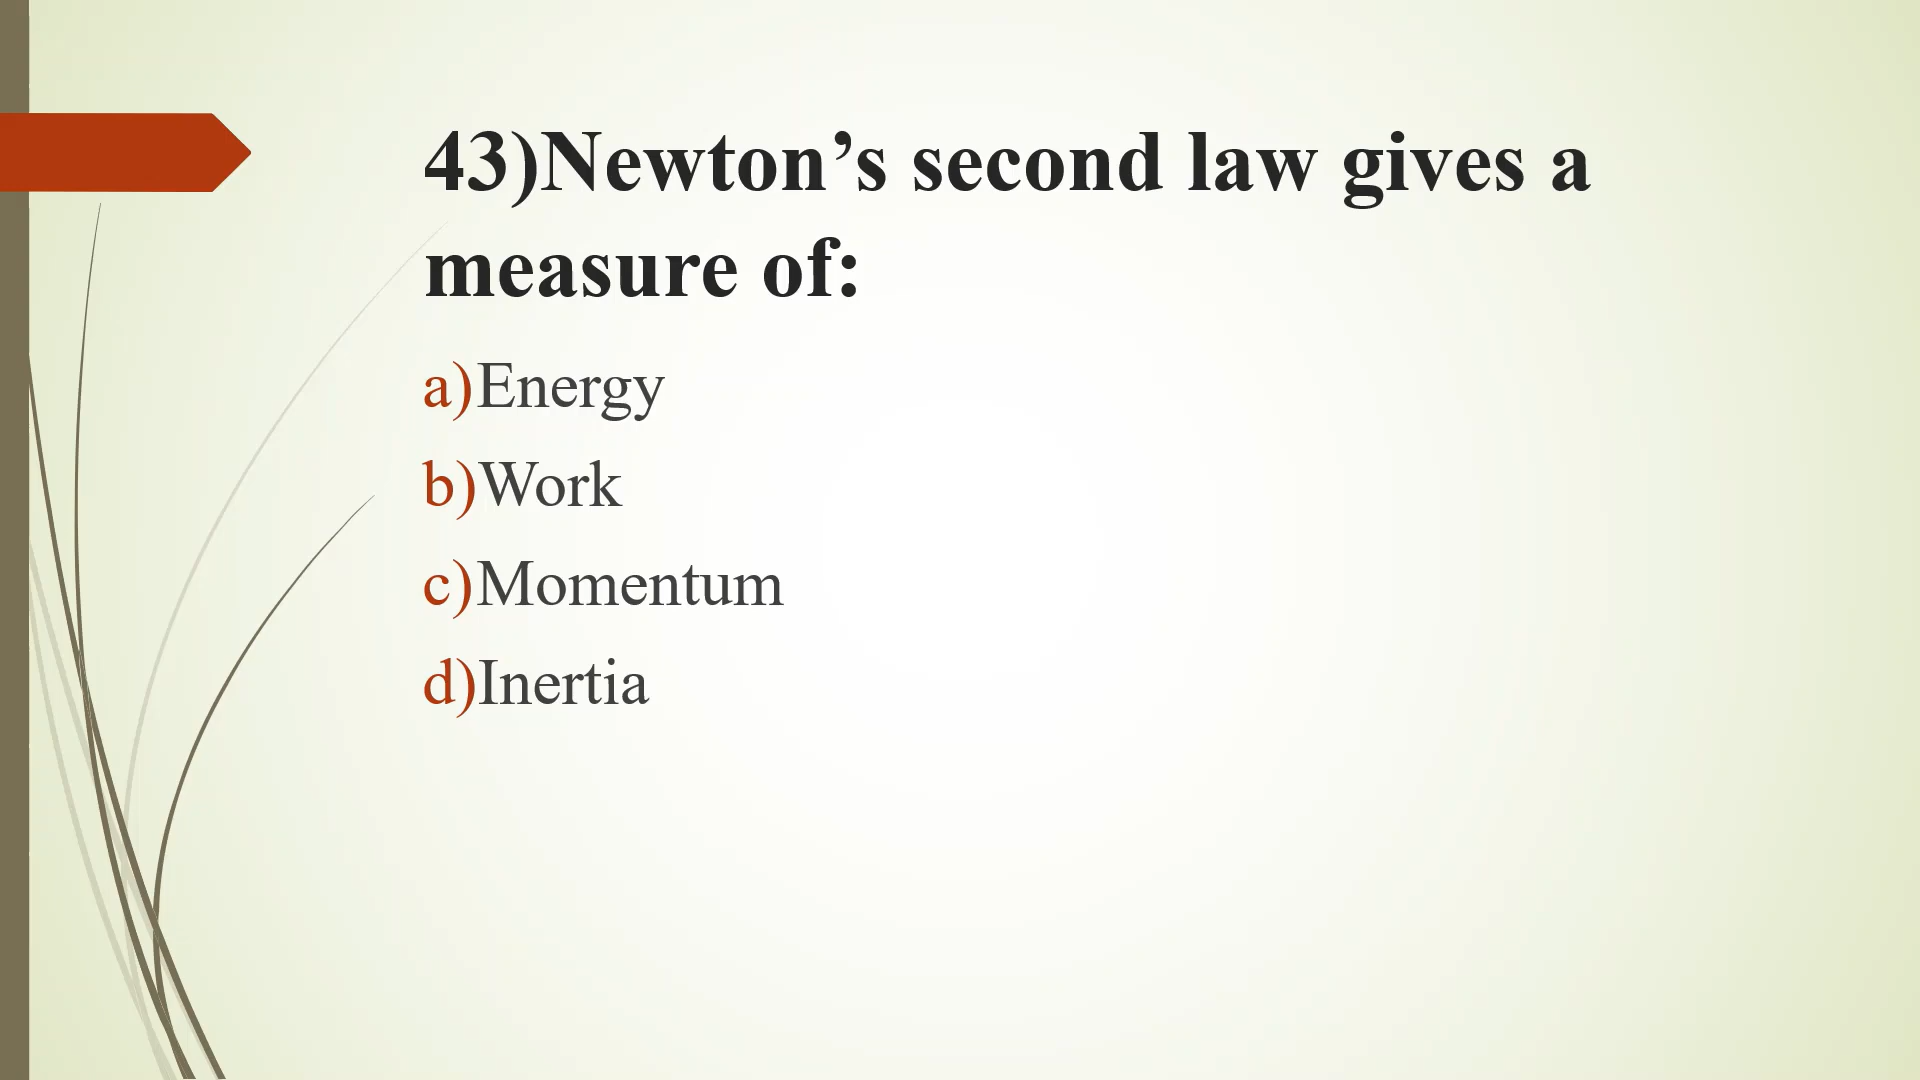 43)Newton’s second law gives a
measure of:
a)Energy
b)Work
c)Momentum
d)Inertia